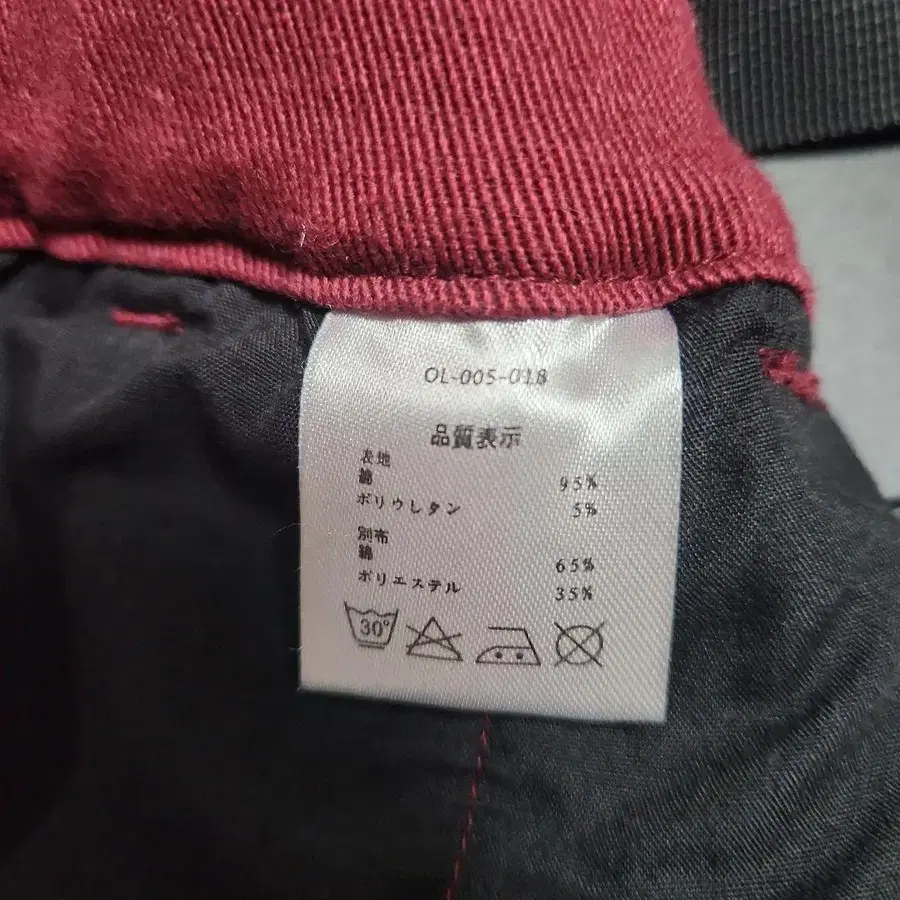 OL-005-018
品質表示
表地
綿 95%
ポリウレタン 5%
別布
綿 65%
ポリエステル 35%
30°